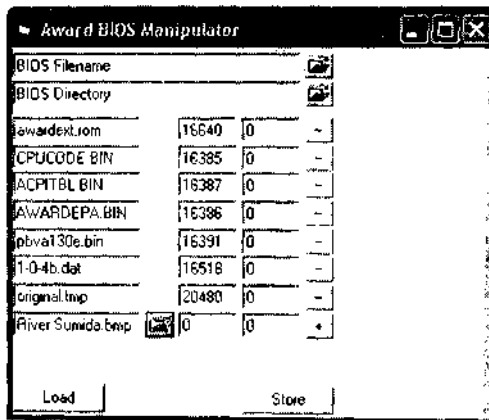 Award BIOS Manipulator
BIOS Filename
BIOS Directory
awardext.rom 16640 0 -
CPUCODE.BIN 16385 0 -
ACPITBL.BIN 16387 0 -
AWARDEPA.BIN 16386 0 -
pbva130e.bin 16391 0 -
1-0-4b.dat 16518 0 -
original.tmp 20480 0 -
River Sumida.bmp 0 0 +
Load Store